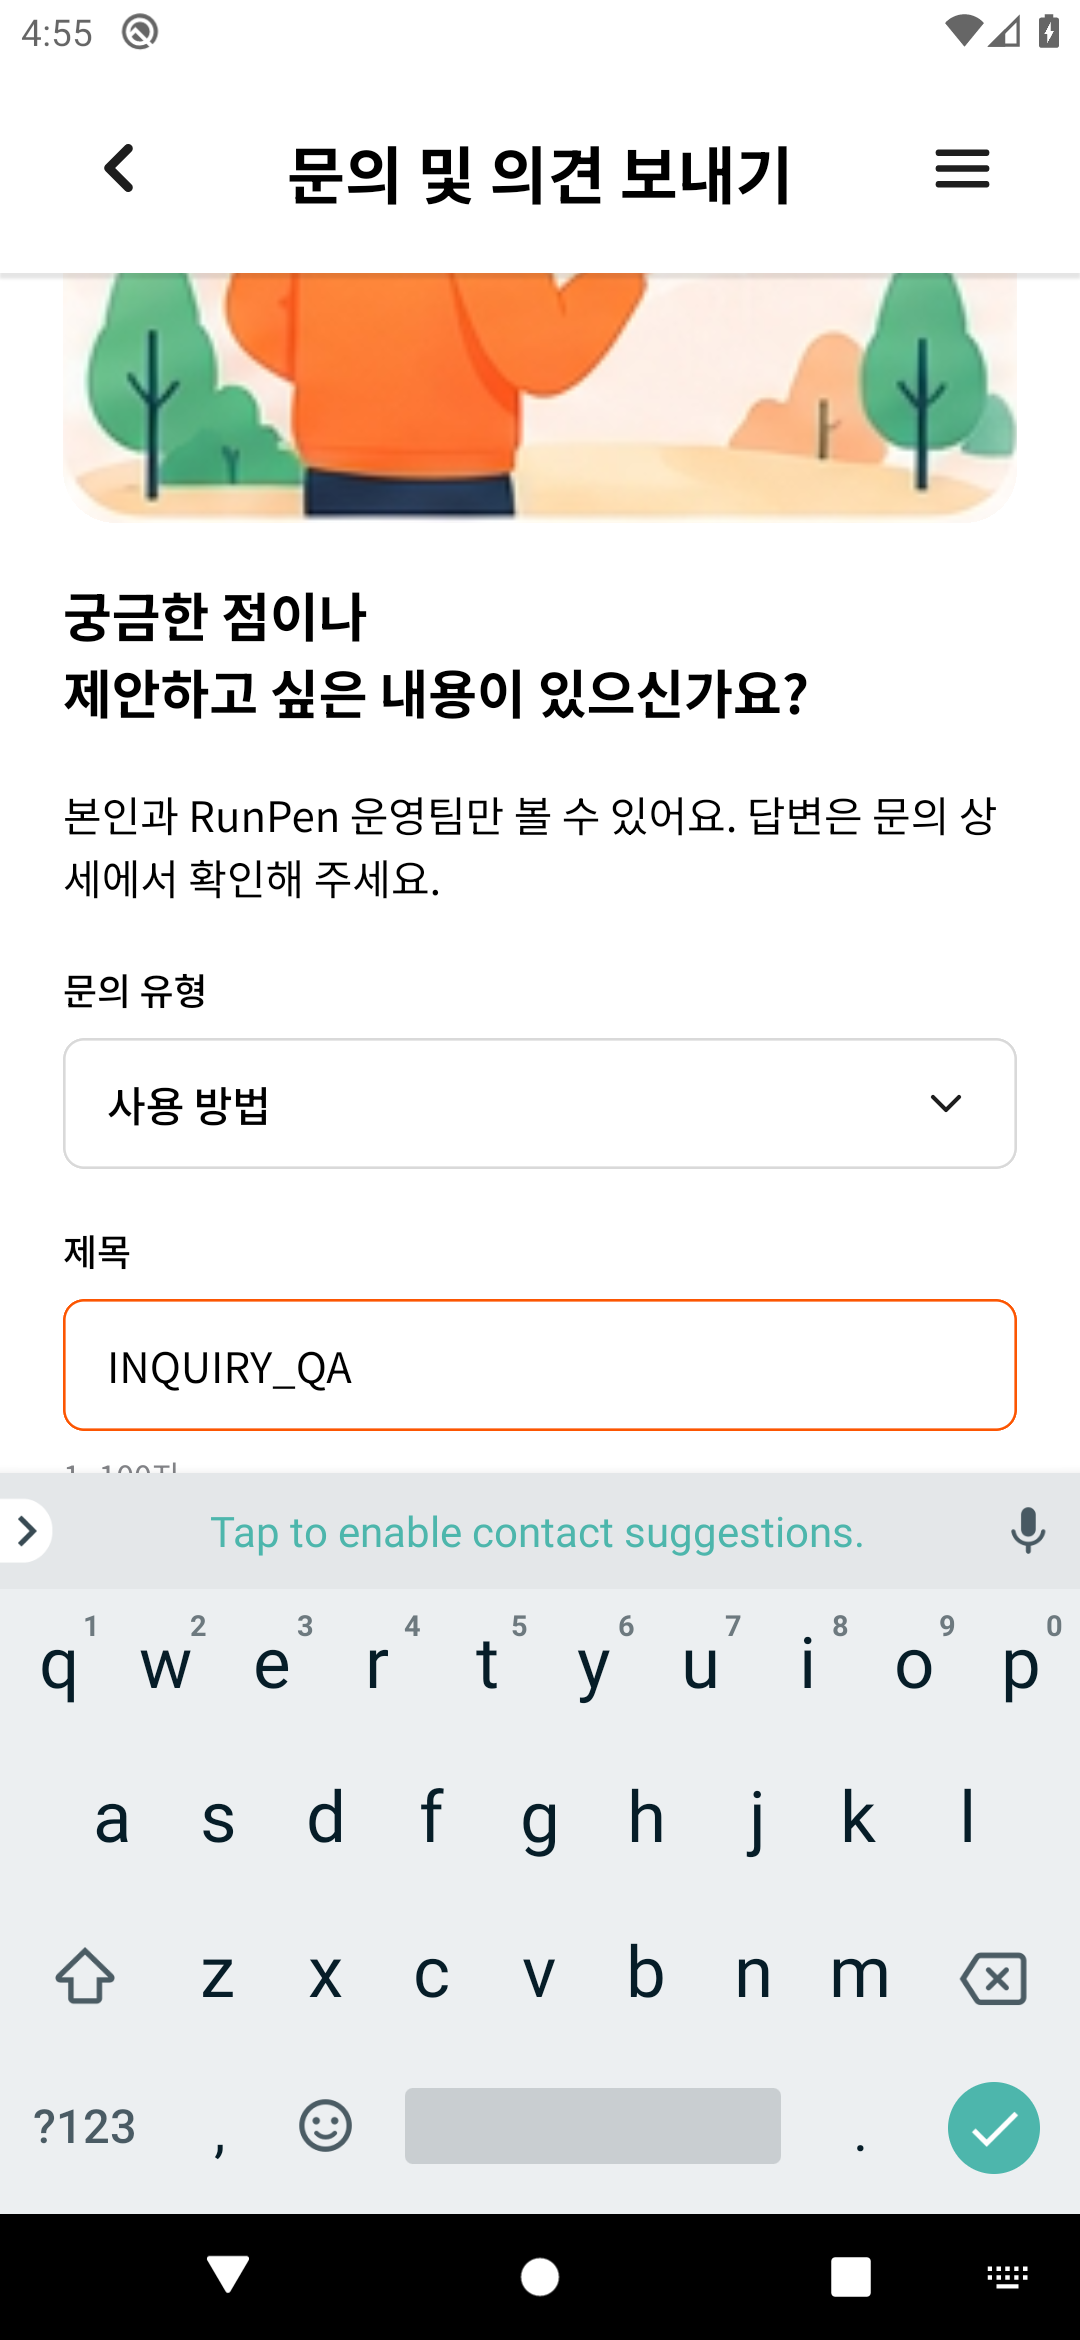 4:55
문의 및 의견 보내기
궁금한 점이나
제안하고 싶은 내용이 있으신가요?
본인과 RunPen 운영팀만 볼 수 있어요. 답변은 문의 상
세에서 확인해 주세요.
문의 유형
사용 방법
제목
INQUIRY_QA
Tap to enable contact suggestions.
1 2 3 4 5 6 7 8 9 0
q w e r t y u i o p
a s d f g h j k l
z x c v b n m
?123 , .